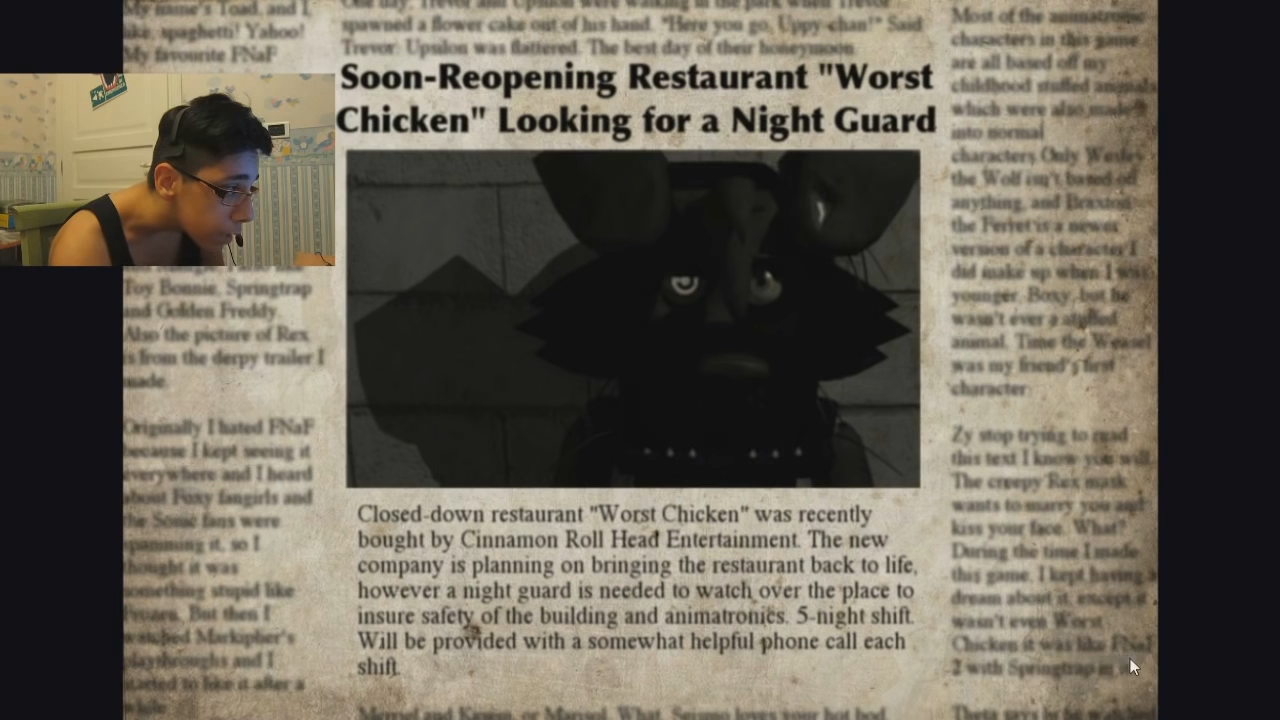 My name's Toad, and I
like spaghetti! Yahoo!
My favourite FNaF
Toy Bonnie, Springtrap
and Golden Freddy.
Also the picture of Rex
is from the derpy trailer I
made.
Originally I hated FNaF
because I kept seeing it
everywhere and I heard
about Foxy fangirls and
the Sonic fans were
spamming it, so I
thought it was
something stupid like
Frozen. But then I
watched Markiplier's
playthroughs and I
started to like it after a
while.
One day, Trevor and Upsilon were walking in the park when Trevor
spawned a flower cake out of his hand. "Here you go, Uppy-chan!" Said
Trevor. Upsilon was flattered. The best day of their honeymoon.
Soon-Reopening Restaurant "Worst
Chicken" Looking for a Night Guard
Closed-down restaurant "Worst Chicken" was recently
bought by Cinnamon Roll Head Entertainment. The new
company is planning on bringing the restaurant back to life,
however a night guard is needed to watch over the place to
insure safety of the building and animatronics. 5-night shift.
Will be provided with a somewhat helpful phone call each
shift.
or What, loves your hot bod
Most of the animatronic
characters in this game
are all based off my
childhood stuffed animals
which were also made
into normal
characters. Only Wesley
the Wolf isn't based off
anything, and Braxton
the Ferret is a newer
version of a character I
did make up when I was
younger, Boxy, but he
wasn't ever a stuffed
animal. Time the Weasel
was my friend's first
character.
Zy stop trying to read
this text I know you will.
The creepy Rex mask
wants to marry you and
kiss your face. What?
During the time I made
this game, I kept having a
dream about it, except it
wasn't even Worst
Chicken it was like FNaF
2 with Springtrap in